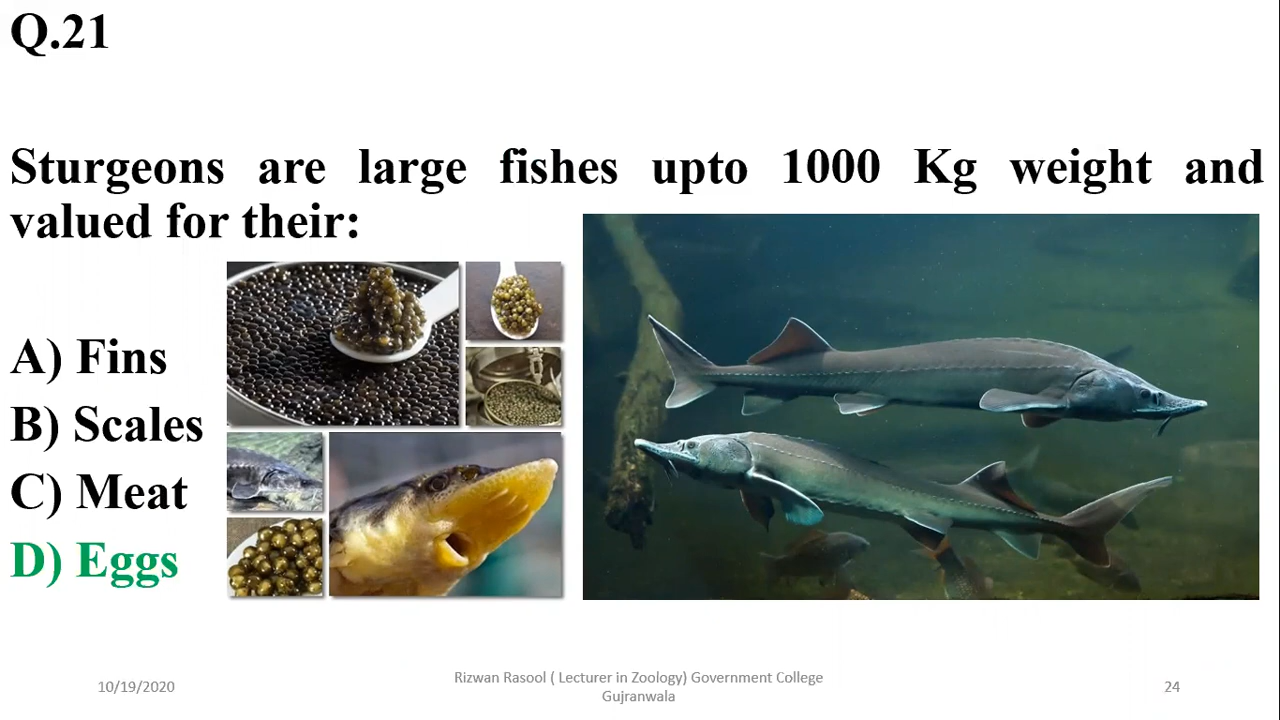 Q.21
Sturgeons are large fishes upto 1000 Kg weight and
valued for their:
A) Fins
B) Scales
C) Meat
D) Eggs
10/19/2020
Rizwan Rasool ( Lecturer in Zoology) Government College
Gujranwala
24